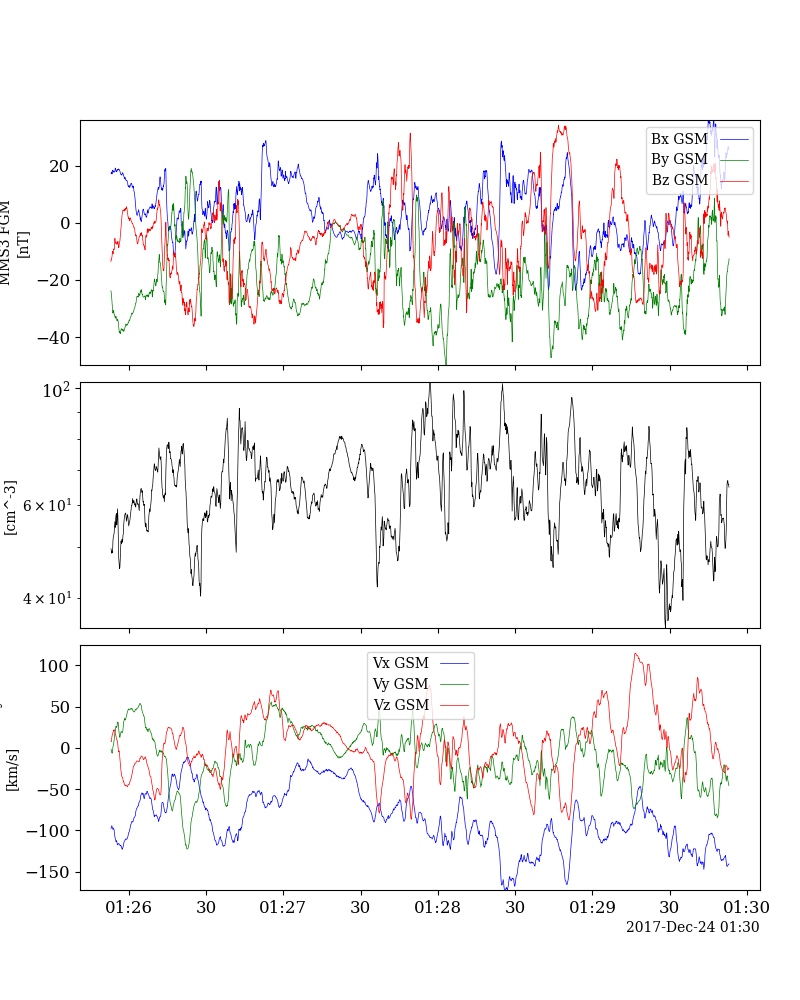 Bx GSM
By GSM
Bz GSM
20
0
−20
−40
MMS3 FGM
[nT]
10²
6 × 10¹
4 × 10¹
[cm^-3]
Vx GSM
Vy GSM
Vz GSM
100
50
0
−50
−100
−150
[km/s]
01:26
30
01:27
30
01:28
30
01:29
30
01:30
2017-Dec-24 01:30